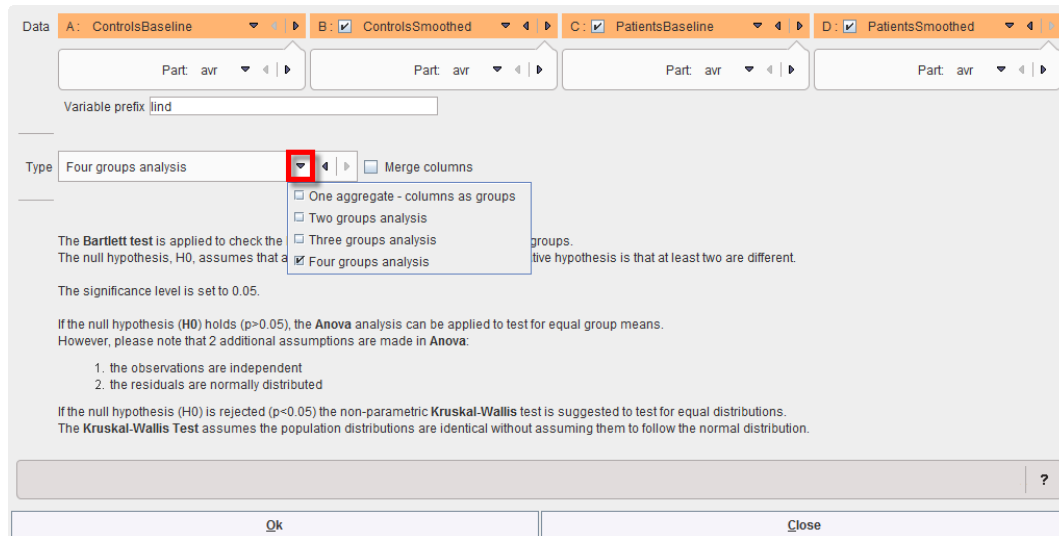 Data A: ControlsBaseline B: ControlsSmoothed C: PatientsBaseline D: PatientsSmoothed
Part: avr Part: avr Part: avr Part: avr
Variable prefix lind
Type Four groups analysis Merge columns
One aggregate - columns as groups
Two groups analysis
Three groups analysis
Four groups analysis
The Bartlett test is applied to check the groups.
The null hypothesis, H0, assumes that a tive hypothesis is that at least two are different.
The significance level is set to 0.05.
If the null hypothesis (H0) holds (p>0.05), the Anova analysis can be applied to test for equal group means.
However, please note that 2 additional assumptions are made in Anova:
1. the observations are independent
2. the residuals are normally distributed
If the null hypothesis (H0) is rejected (p<0.05) the non-parametric Kruskal-Wallis test is suggested to test for equal distributions.
The Kruskal-Wallis Test assumes the population distributions are identical without assuming them to follow the normal distribution.
?
Ok Close